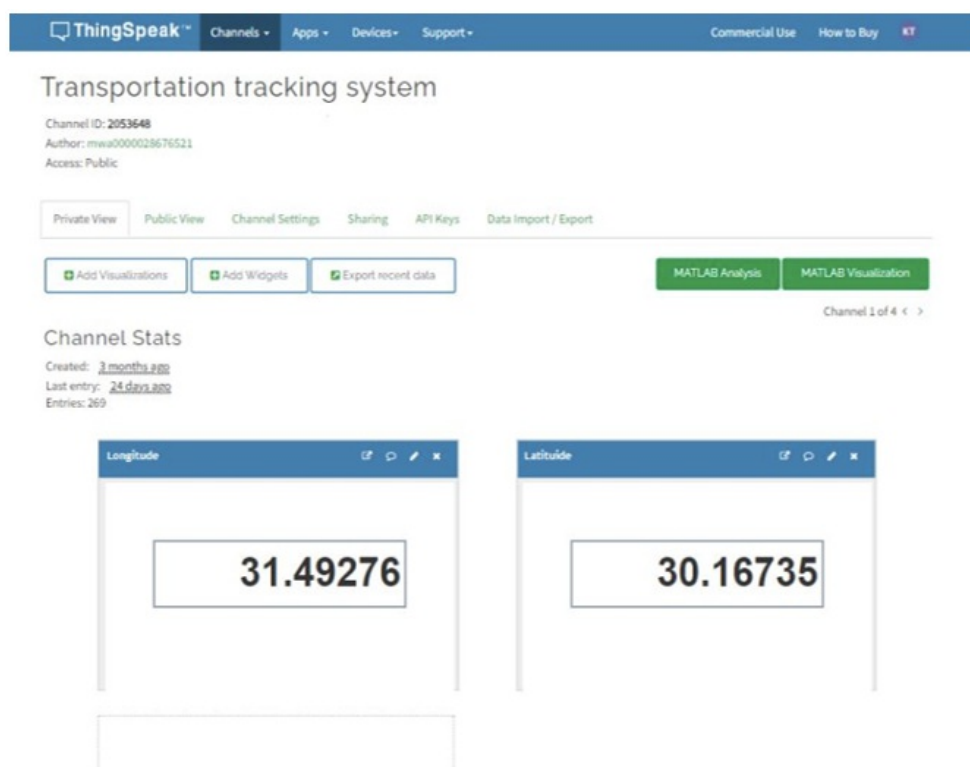 ThingSpeak™ Channels Apps Devices Support Commercial Use How to Buy KT
Transportation tracking system
Channel ID: 2053648
Author: mwa0000028676521
Access: Public
Private View Public View Channel Settings Sharing API Keys Data Import / Export
Add Visualizations Add Widgets Export recent data MATLAB Analysis MATLAB Visualization
Channel 1 of 4 < >
Channel Stats
Created: 3 months ago
Last entry: 24 days ago
Entries: 269
Longitude Latituide
31.49276 30.16735